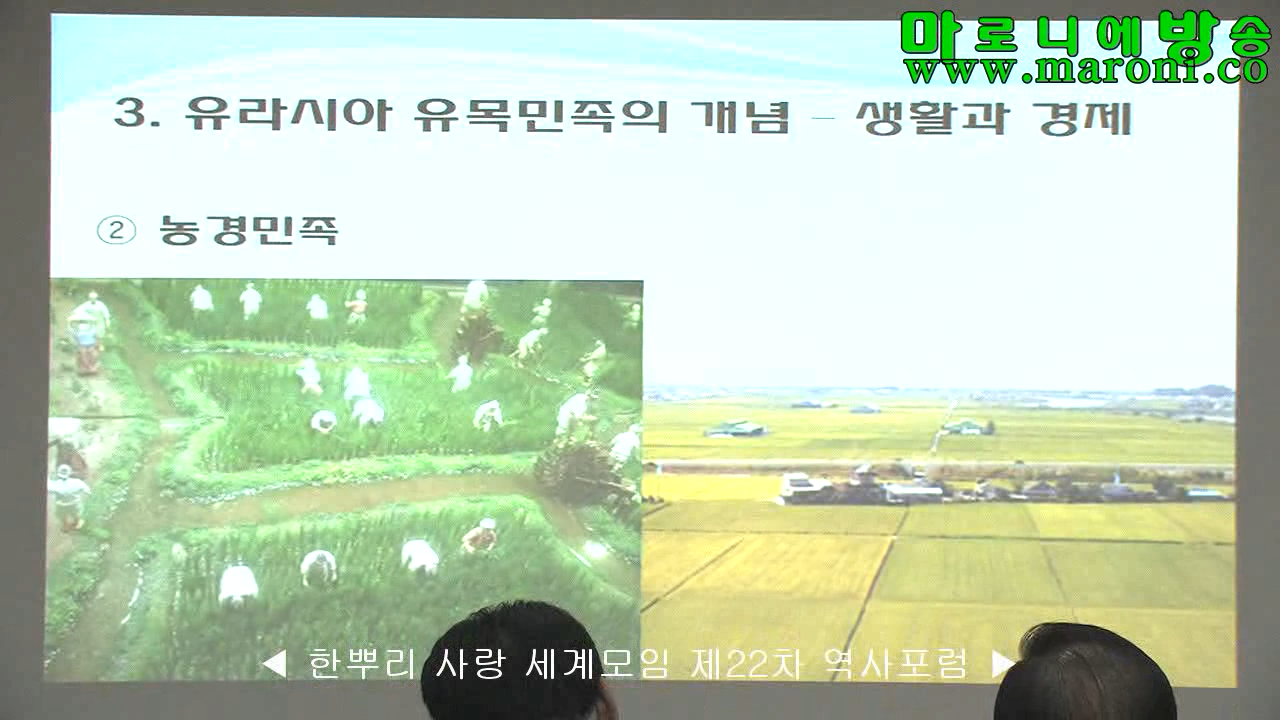 마로니에방송
www.maroni.co
3. 유라시아 유목민족의 개념 – 생활과 경제
② 농경민족
◀ 한뿌리 사랑 세계모임 제22차 역사포럼 ▶